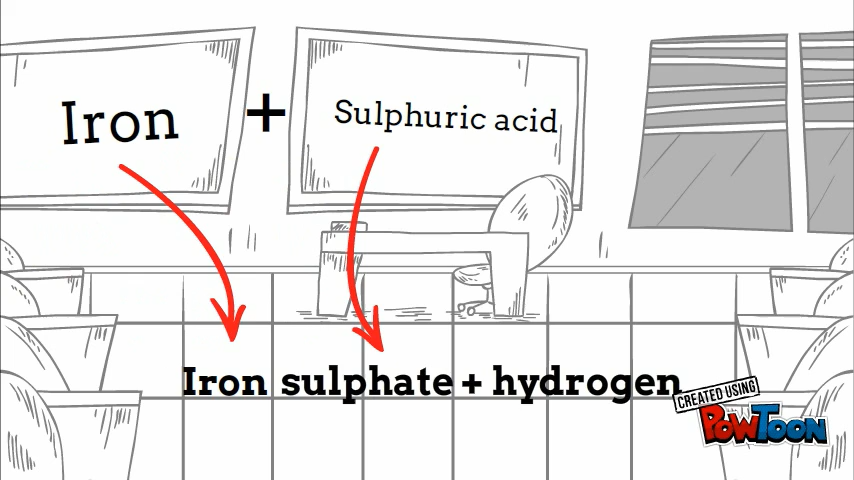 Iron + Sulphuric acid
Iron sulphate + hydrogen
CREATED USING
POWTOON